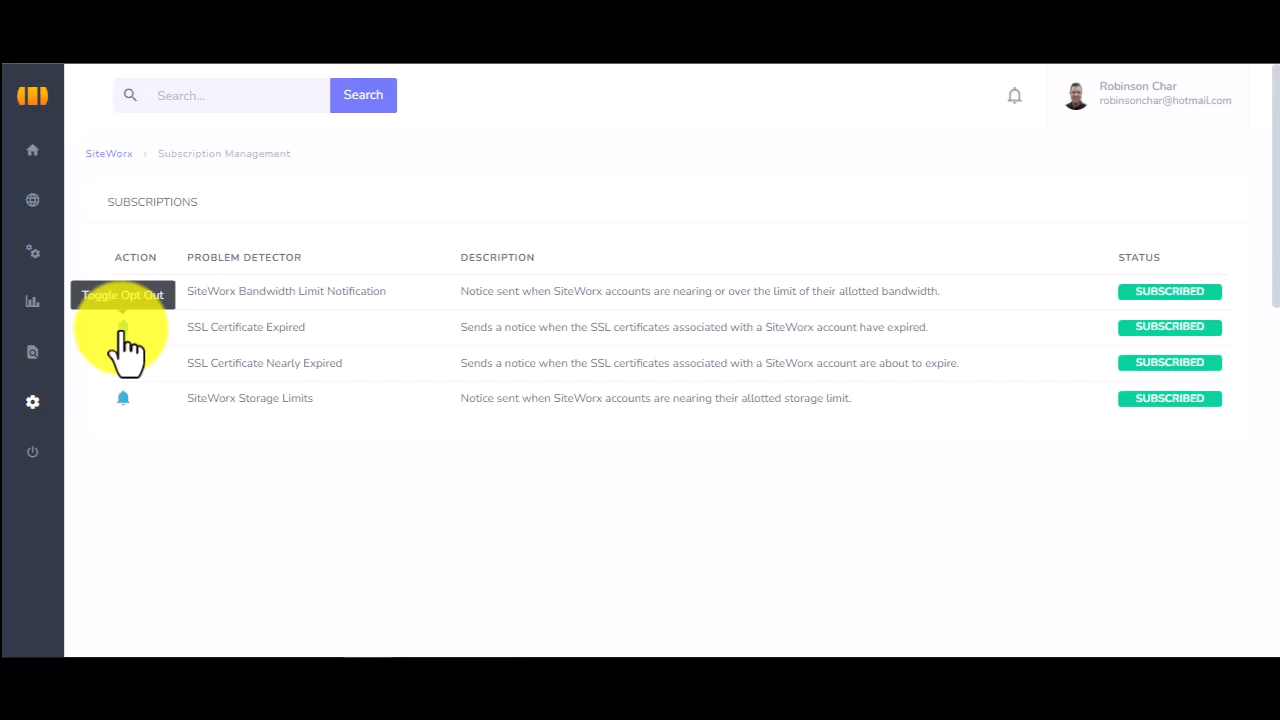 Search...
Search
Robinson Char
robinsonchar@hotmail.com
SiteWorx › Subscription Management
SUBSCRIPTIONS
ACTION PROBLEM DETECTOR DESCRIPTION STATUS
Toggle Opt Out
SiteWorx Bandwidth Limit Notification Notice sent when SiteWorx accounts are nearing or over the limit of their allotted bandwidth. SUBSCRIBED
SSL Certificate Expired Sends a notice when the SSL certificates associated with a SiteWorx account have expired. SUBSCRIBED
SSL Certificate Nearly Expired Sends a notice when the SSL certificates associated with a SiteWorx account are about to expire. SUBSCRIBED
SiteWorx Storage Limits Notice sent when SiteWorx accounts are nearing their allotted storage limit. SUBSCRIBED